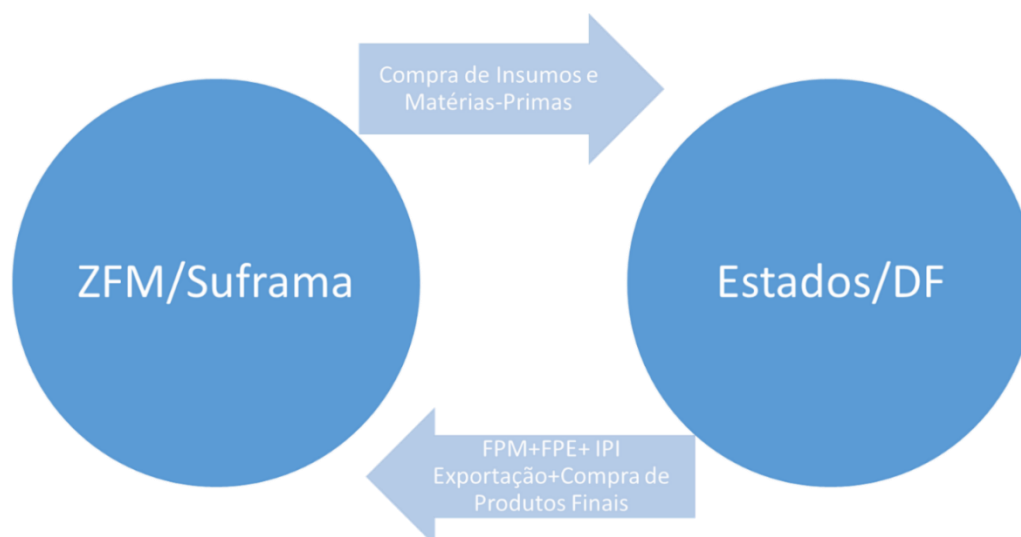 Compra de Insumos e
Matérias-Primas
ZFM/Suframa
Estados/DF
FPM+FPE+ IPI
Exportação+Compra de
Produtos Finais